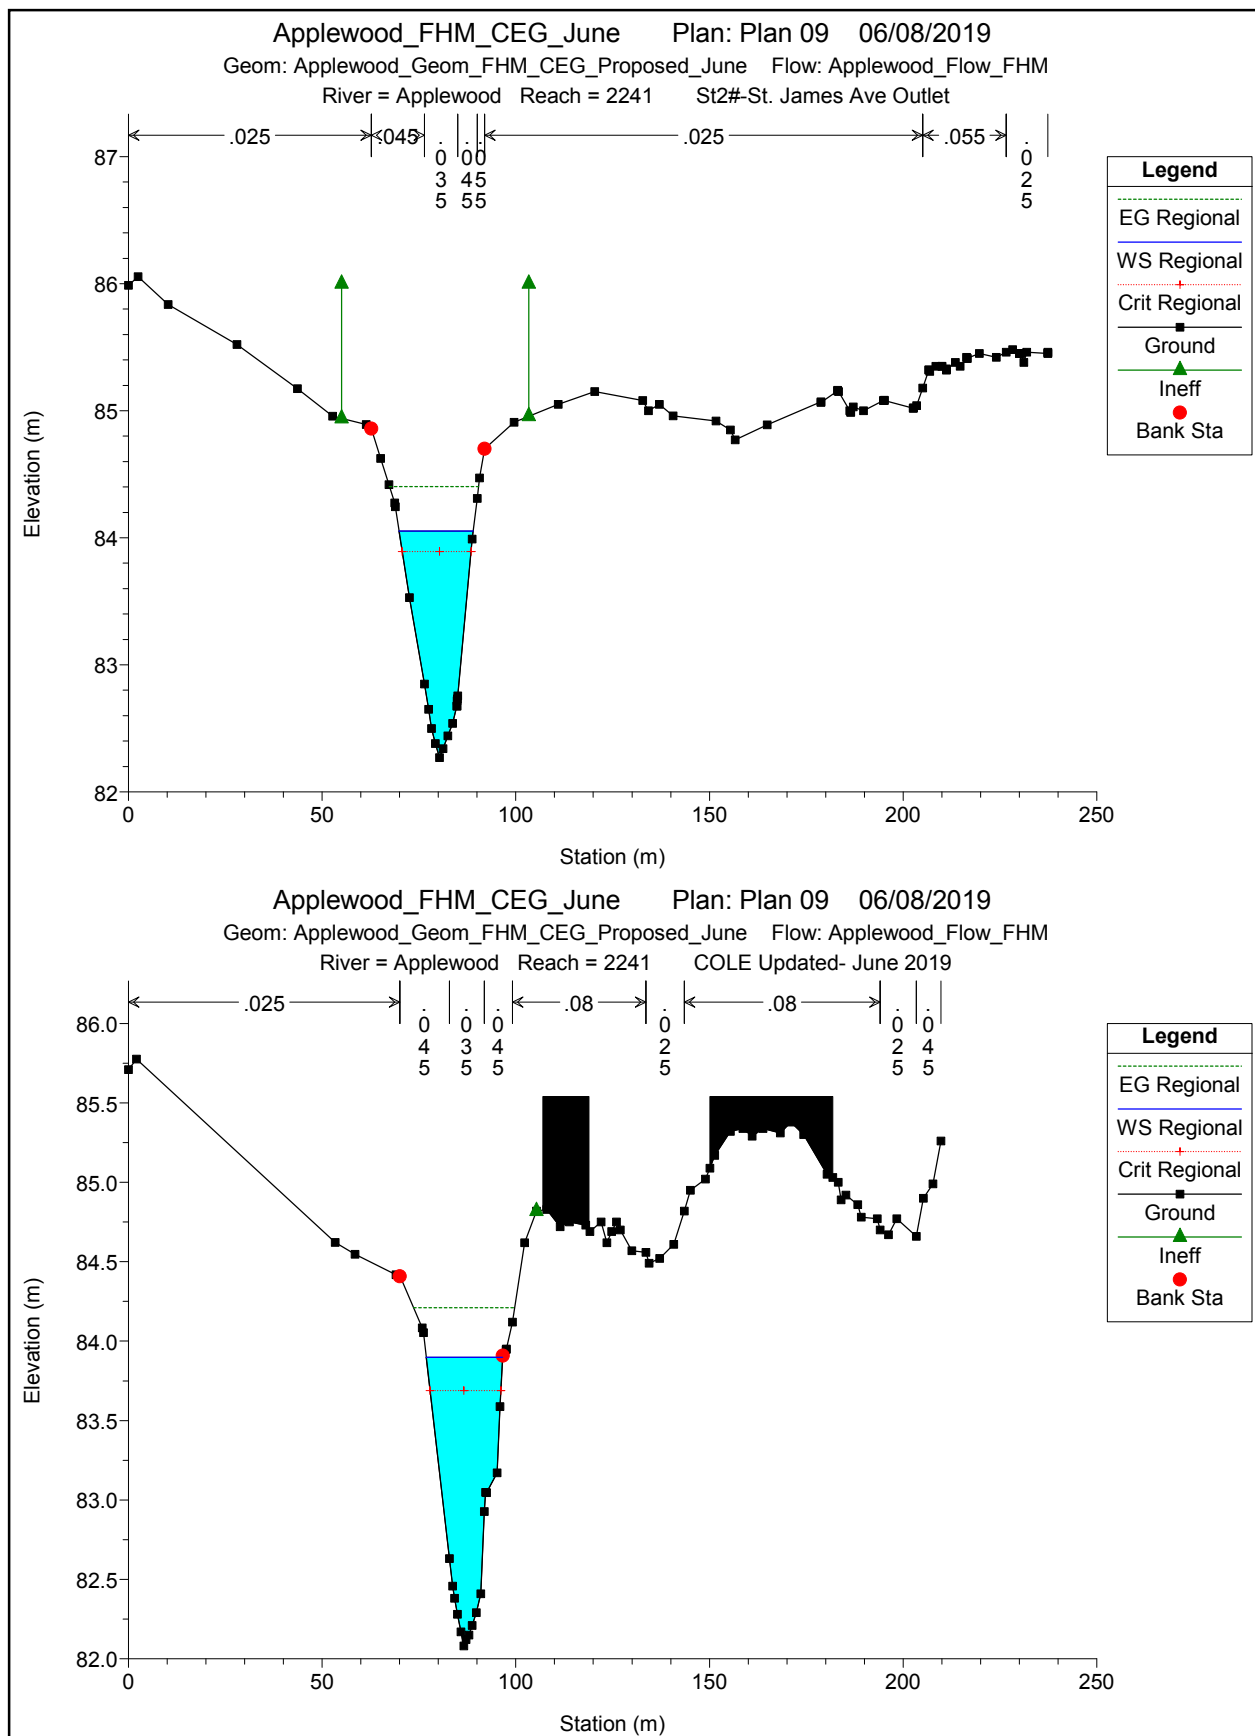 Applewood_FHM_CEG_June Plan: Plan 09 06/08/2019
Geom: Applewood_Geom_FHM_CEG_Proposed_June Flow: Applewood_Flow_FHM
River = Applewood Reach = 2241 St2#-St. James Ave Outlet
.025 .045 .035 .045 .055 .025 .055 .025
Legend
EG Regional
WS Regional
Crit Regional
Ground
Ineff
Bank Sta
87
86
85
84
83
82
Elevation (m)
0 50 100 150 200 250
Station (m)
Applewood_FHM_CEG_June Plan: Plan 09 06/08/2019
Geom: Applewood_Geom_FHM_CEG_Proposed_June Flow: Applewood_Flow_FHM
River = Applewood Reach = 2241 COLE Updated- June 2019
.025 .045 .035 .045 .08 .025 .08 .025 .045
Legend
EG Regional
WS Regional
Crit Regional
Ground
Ineff
Bank Sta
86.0
85.5
85.0
84.5
84.0
83.5
83.0
82.5
82.0
Elevation (m)
0 50 100 150 200 250
Station (m)